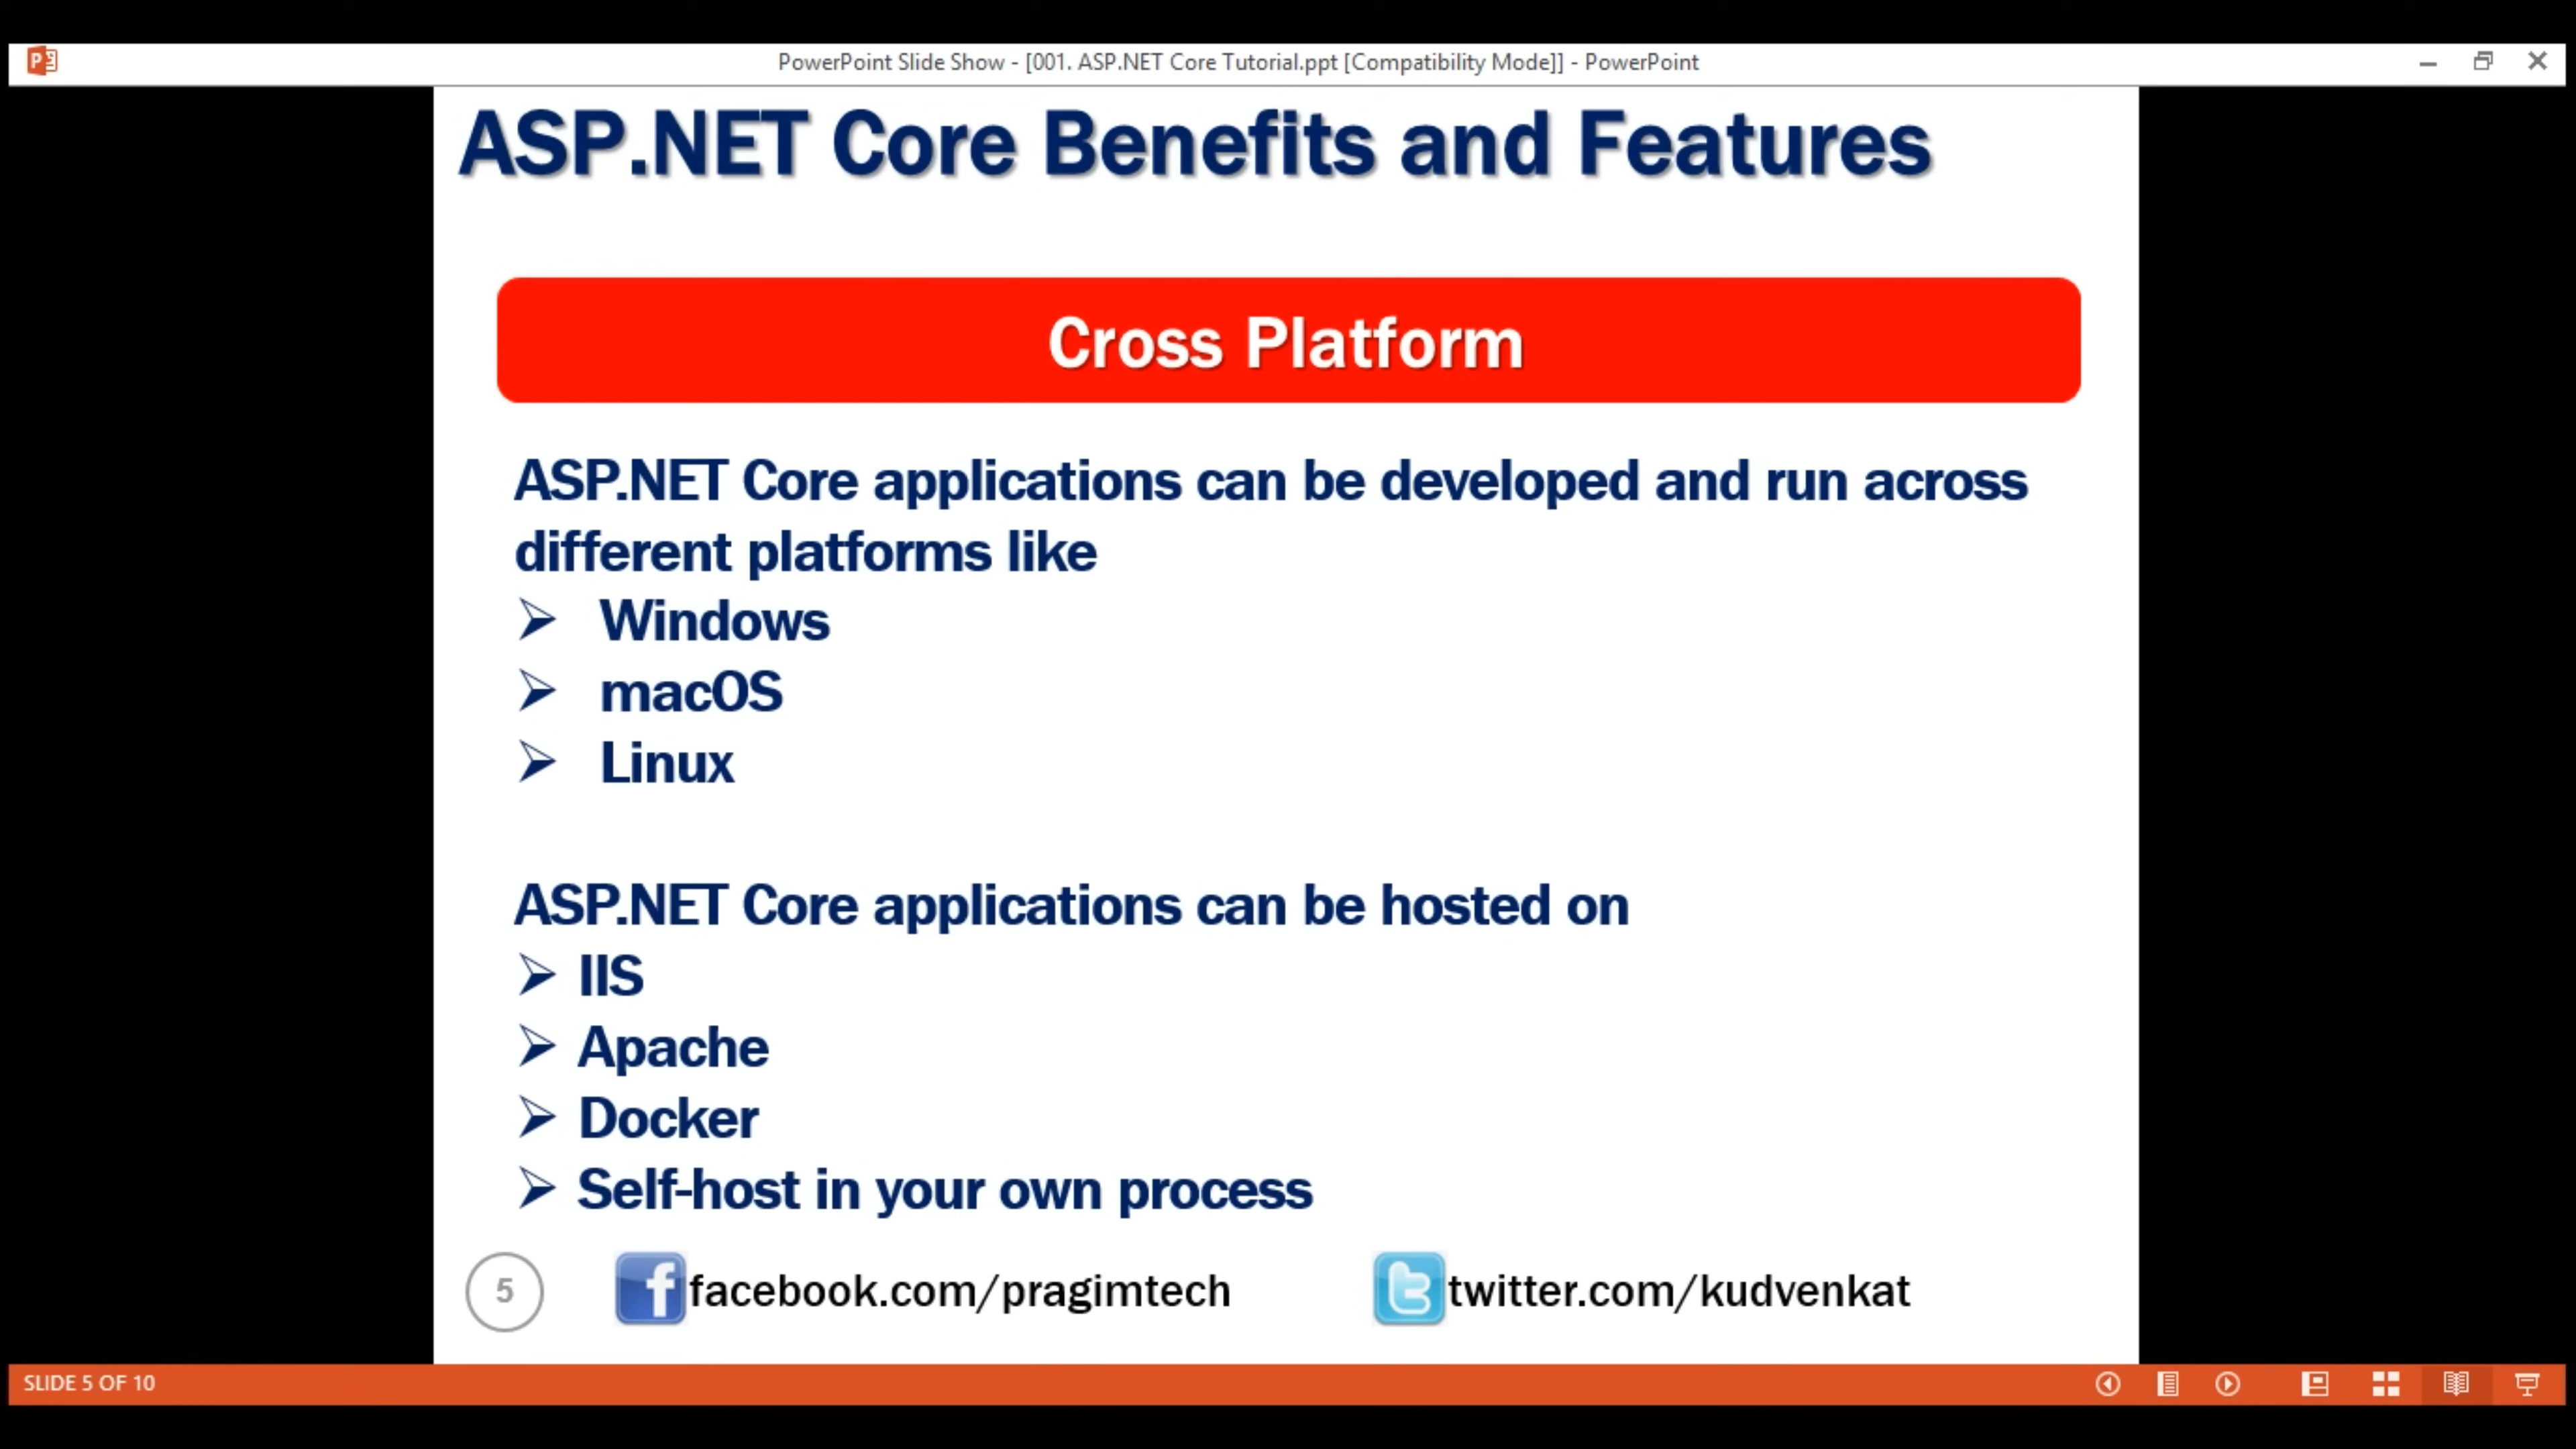 PowerPoint Slide Show - [001. ASP.NET Core Tutorial.ppt [Compatibility Mode]] - PowerPoint
ASP.NET Core Benefits and Features
Cross Platform
ASP.NET Core applications can be developed and run across
different platforms like
➢ Windows
➢ macOS
➢ Linux
ASP.NET Core applications can be hosted on
➢ IIS
➢ Apache
➢ Docker
➢ Self-host in your own process
5 facebook.com/pragimtech twitter.com/kudvenkat
SLIDE 5 OF 10